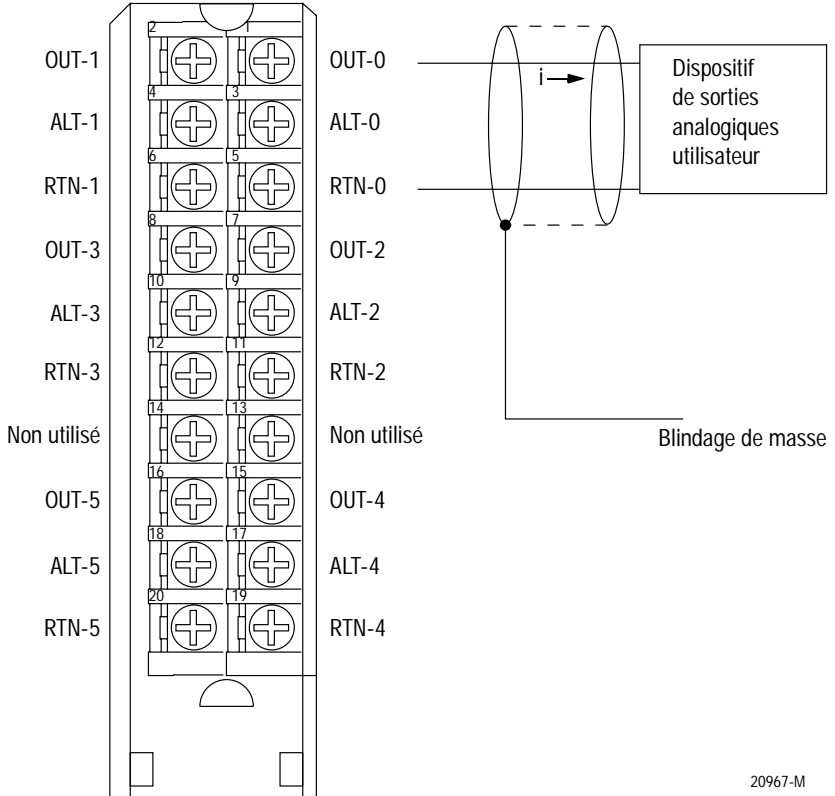 2 1
OUT-1 OUT-0
4 3
ALT-1 ALT-0
6 5
RTN-1 RTN-0
8 7
OUT-3 OUT-2
10 9
ALT-3 ALT-2
12 11
RTN-3 RTN-2
14 13
Non utilisé Non utilisé
16 15
OUT-5 OUT-4
18 17
ALT-5 ALT-4
20 19
RTN-5 RTN-4
i
Dispositif
de sorties
analogiques
utilisateur
Blindage de masse
20967-M